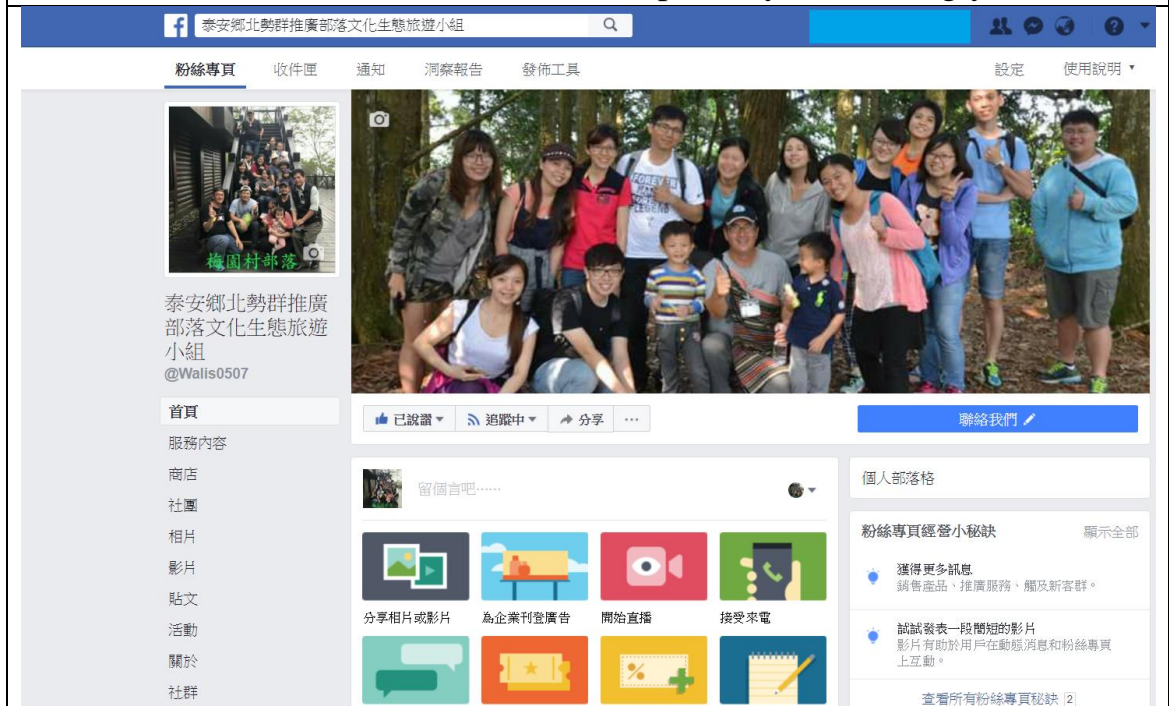 泰安鄉北勢群推廣部落文化生態旅遊小組
粉絲專頁 收件匣 通知 洞察報告 發佈工具 設定 使用說明
梅園村部落
泰安鄉北勢群推廣
部落文化生態旅遊
小組
@Walis0507
首頁
服務內容
商店
社團
相片
影片
貼文
活動
關於
社群
FOREVER
LEGEND
已說讚 追蹤中 分享 ...
聯絡我們
留個言吧......
分享相片或影片 為企業刊登廣告 開始直播 接受來電
個人部落格
粉絲專頁經營小秘訣 顯示全部
獲得更多訊息
銷售產品、推廣服務、觸及新客群。
試試發表一段簡短的影片
影片有助於用戶在動態消息和粉絲專頁
上互動。
查看所有粉絲專頁秘訣 2